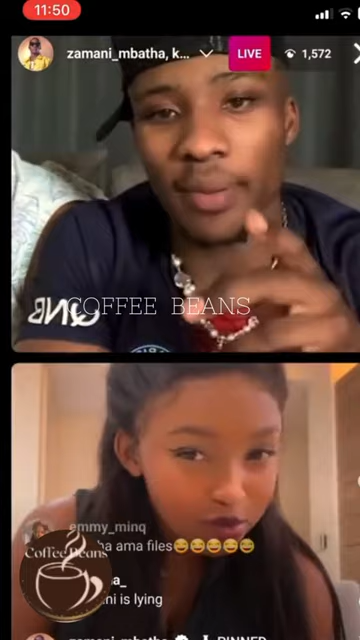 11:50
zamani_mbatha, k...
LIVE
1,572
QNB
COFFEE BEANS
emmy_minq
ha ama files😂😂😂😂😂
Coffee Beans
a_
ni is lying
zamani_mbatha
PINNED